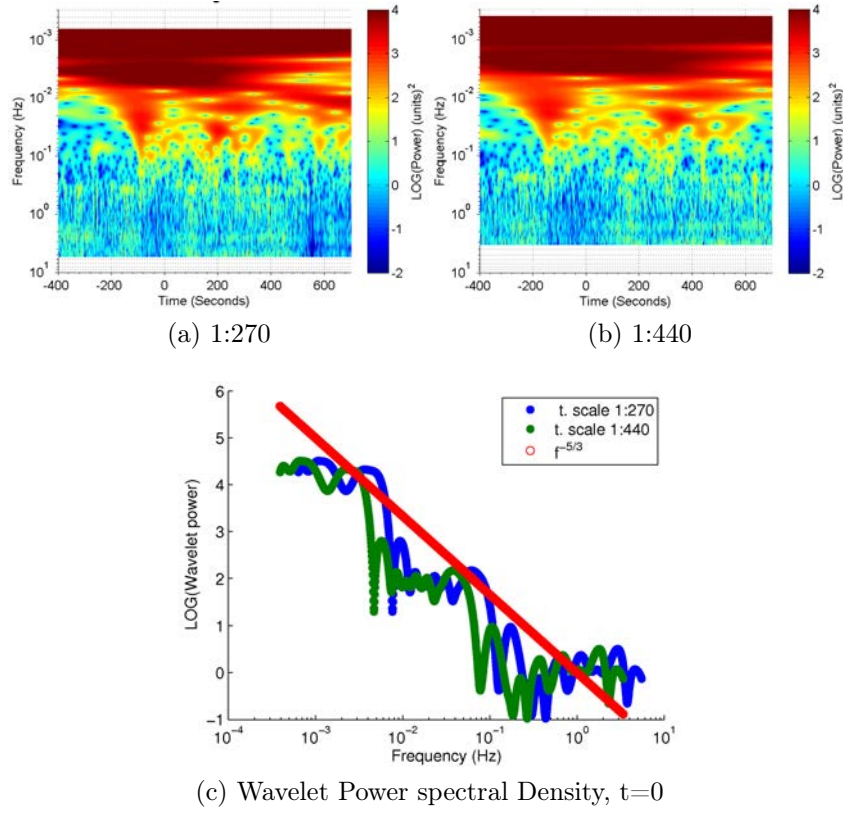 10⁻³
10⁻²
10⁻¹
10⁰
10¹
Frequency (Hz)
-400 -200 0 200 400 600
Time (Seconds)
4
3
2
1
0
-1
-2
LOG(Power) (units)²
(a) 1:270
10⁻³
10⁻²
10⁻¹
10⁰
10¹
Frequency (Hz)
-400 -200 0 200 400 600
Time (Seconds)
4
3
2
1
0
-1
-2
LOG(Power) (units)²
(b) 1:440
6
5
4
3
2
1
0
−1
LOG(Wavelet power)
t. scale 1:270
t. scale 1:440
f⁻⁵/³
10⁻⁴ 10⁻³ 10⁻² 10⁻¹ 10⁰ 10¹
Frequency (Hz)
(c) Wavelet Power spectral Density, t=0